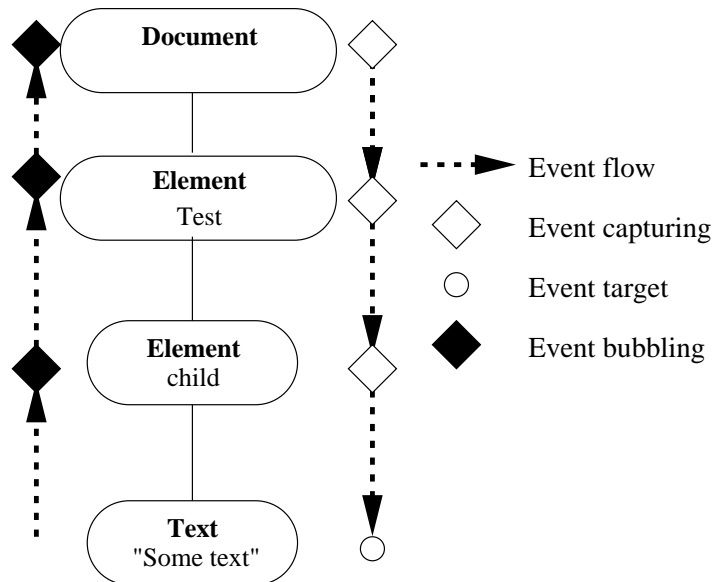 Document
Element
Test
Element
child
Text
"Some text"
Event flow
Event capturing
Event target
Event bubbling